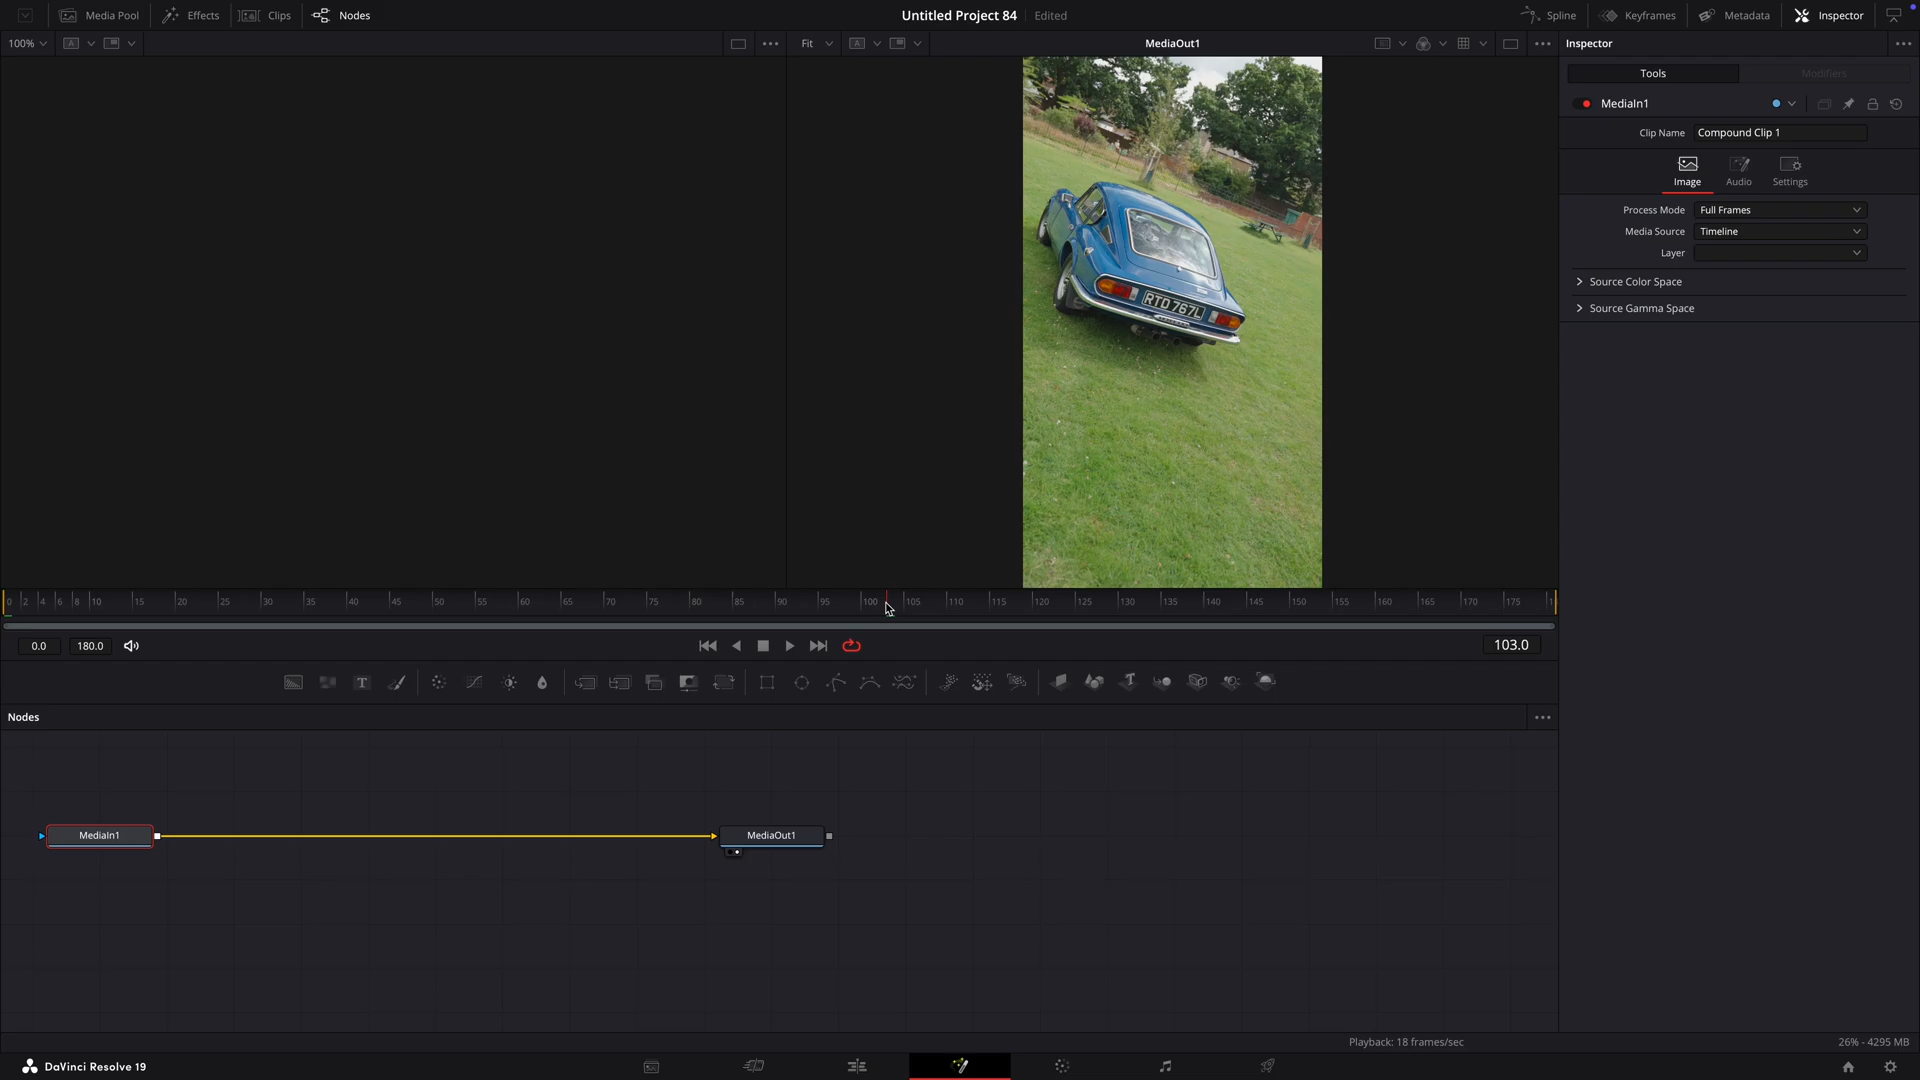 Media Pool Effects Clips Nodes Untitled Project 84 Edited Spline Keyframes Metadata Inspector
100% A Fit A MediaOut1 Inspector
Tools Modifiers
MediaIn1
Clip Name Compound Clip 1
Image Audio Settings
Process Mode Full Frames
Media Source Timeline
Layer
Source Color Space
Source Gamma Space
RTD 767L
0 2 4 6 8 10 15 20 25 30 35 40 45 50 55 60 65 70 75 80 85 90 95 100 105 110 115 120 125 130 135 140 145 150 155 160 165 170 175 1
0.0 180.0 103.0
T
Nodes
MediaIn1 MediaOut1
Playback: 18 frames/sec 26% - 4295 MB
DaVinci Resolve 19